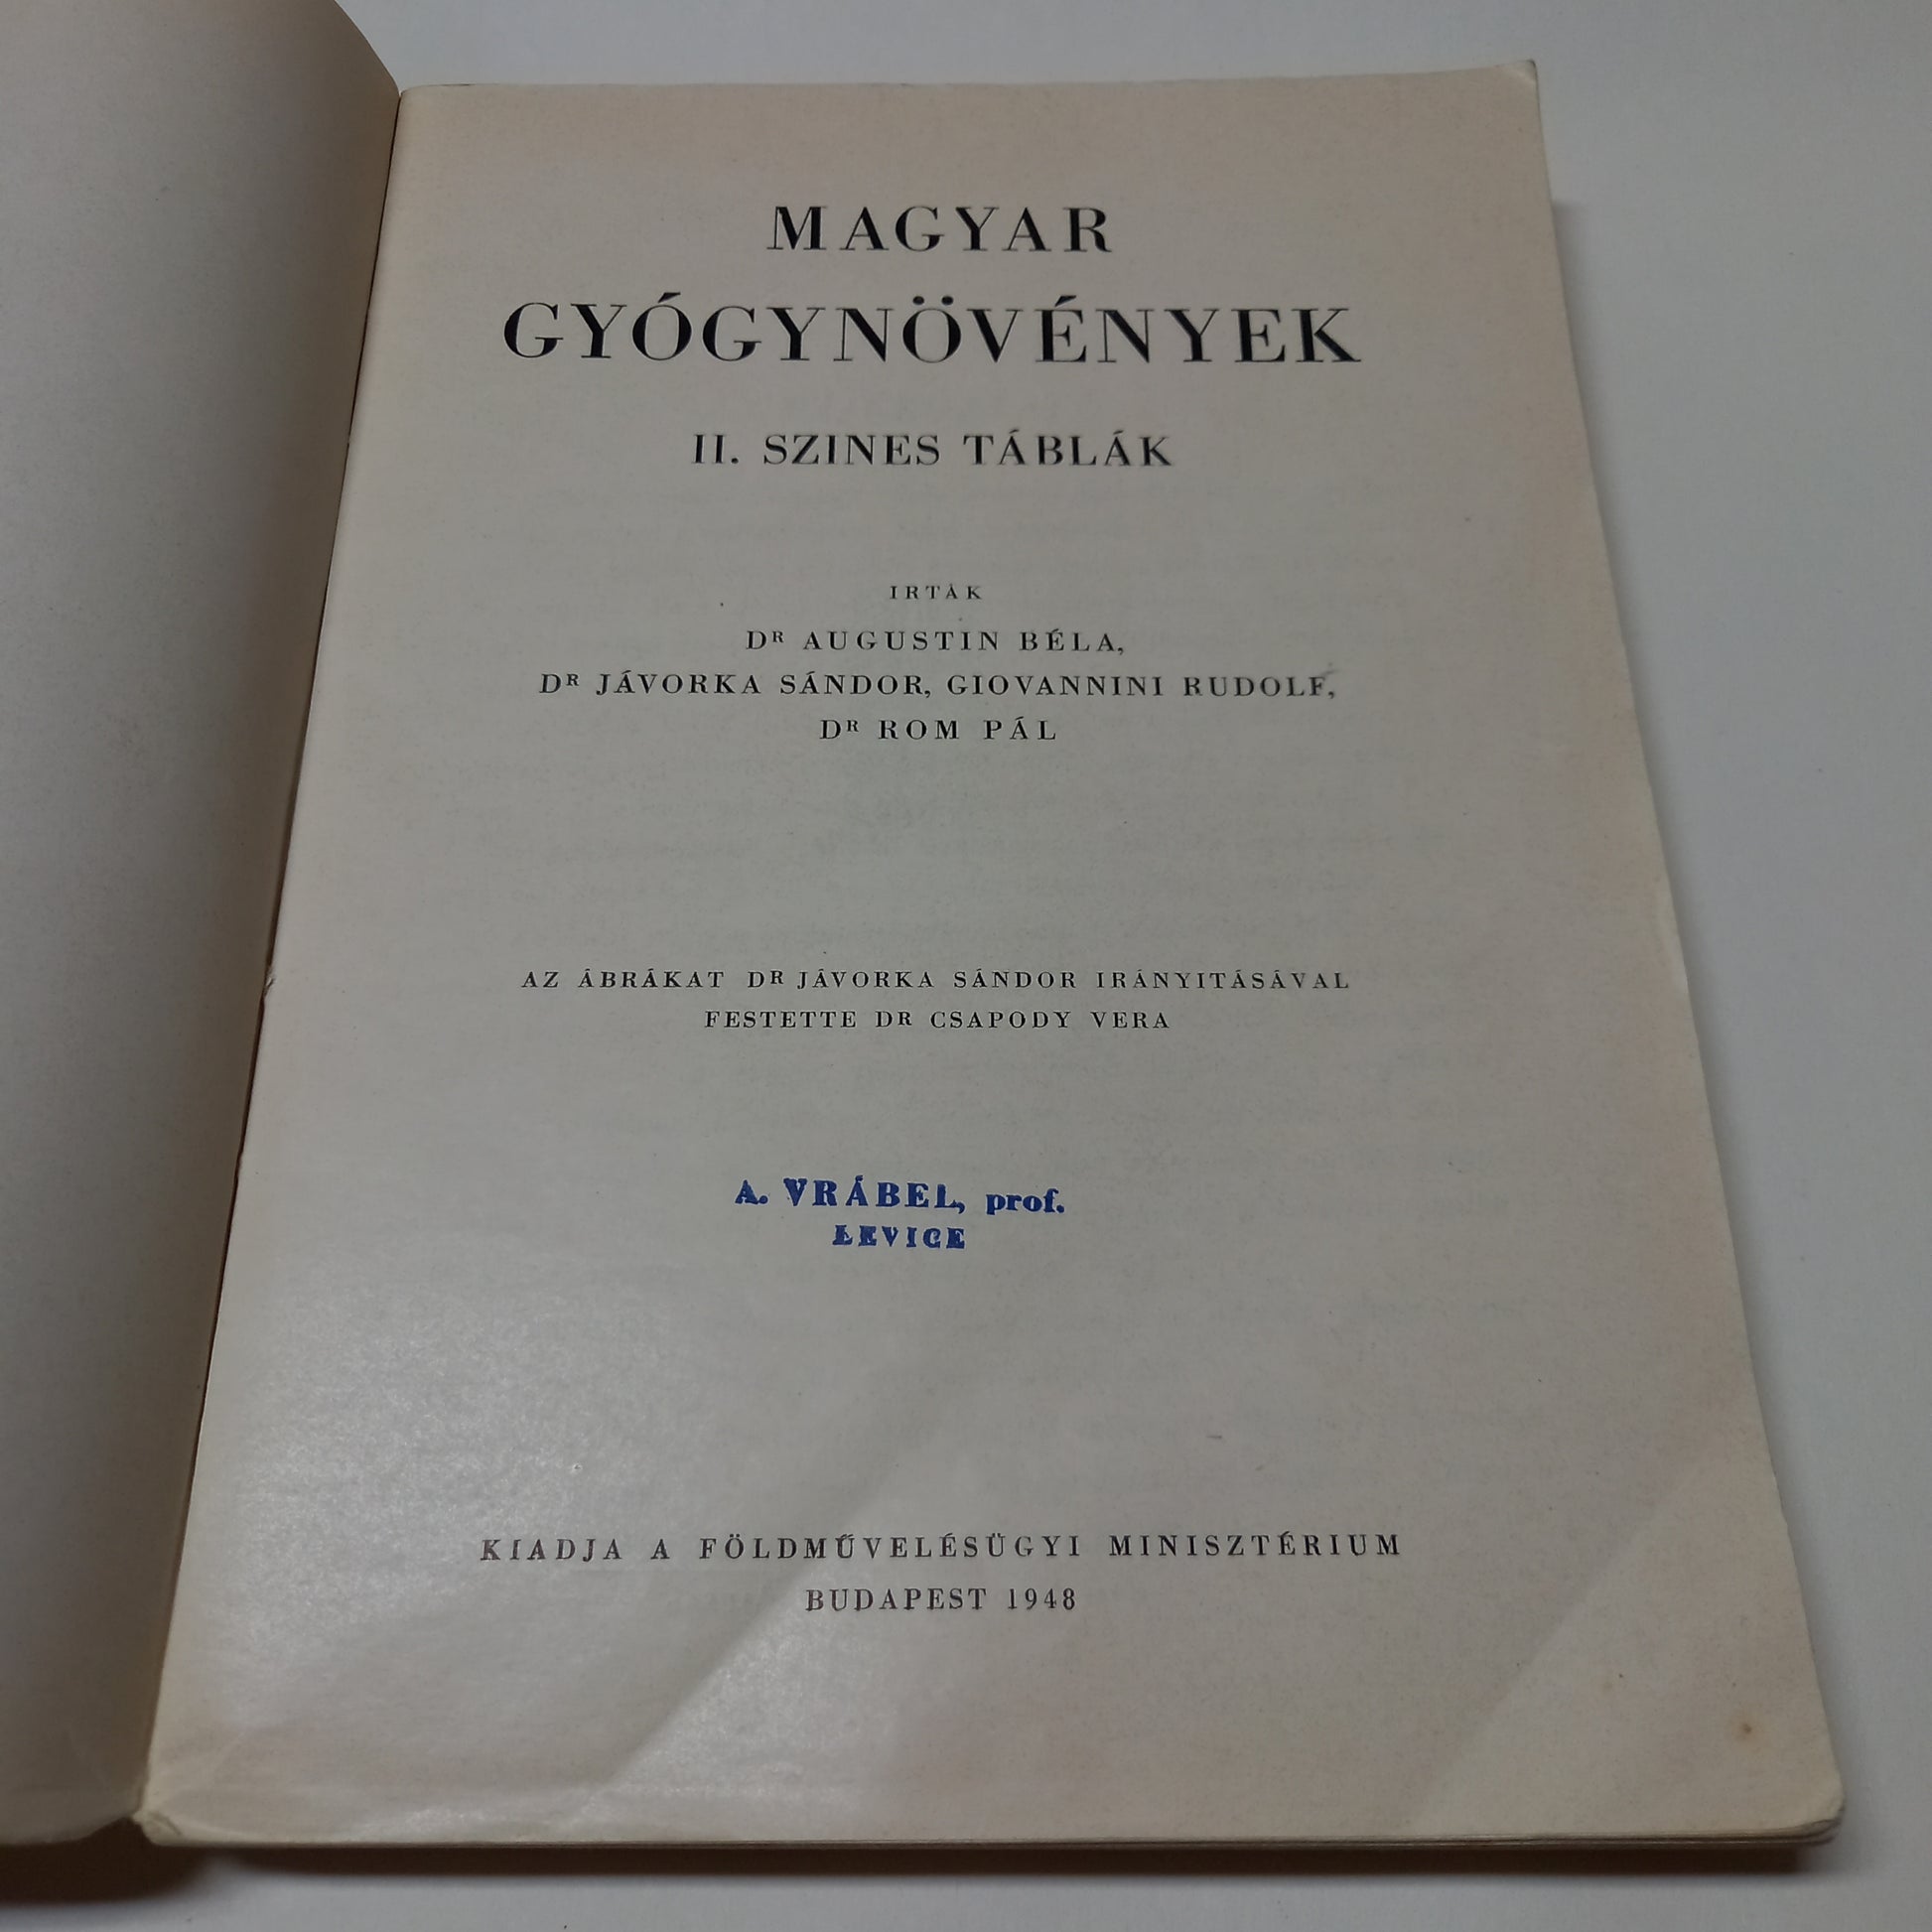 MAGYAR
GYÓGYNÖVÉNYEK
II. SZINES TÁBLÁK
IRTÁK
DR AUGUSTIN BÉLA,
DR JÁVORKA SÁNDOR, GIOVANNINI RUDOLF,
DR ROM PÁL
AZ ÁBRÁKAT DR JÁVORKA SÁNDOR IRÁNYITÁSÁVAL
FESTETTE DR CSAPODY VERA
A. VRÁBEL, prof.
LEVICE
KIADJA A FÖLDMŰVELÉSÜGYI MINISZTÉRIUM
BUDAPEST 1948